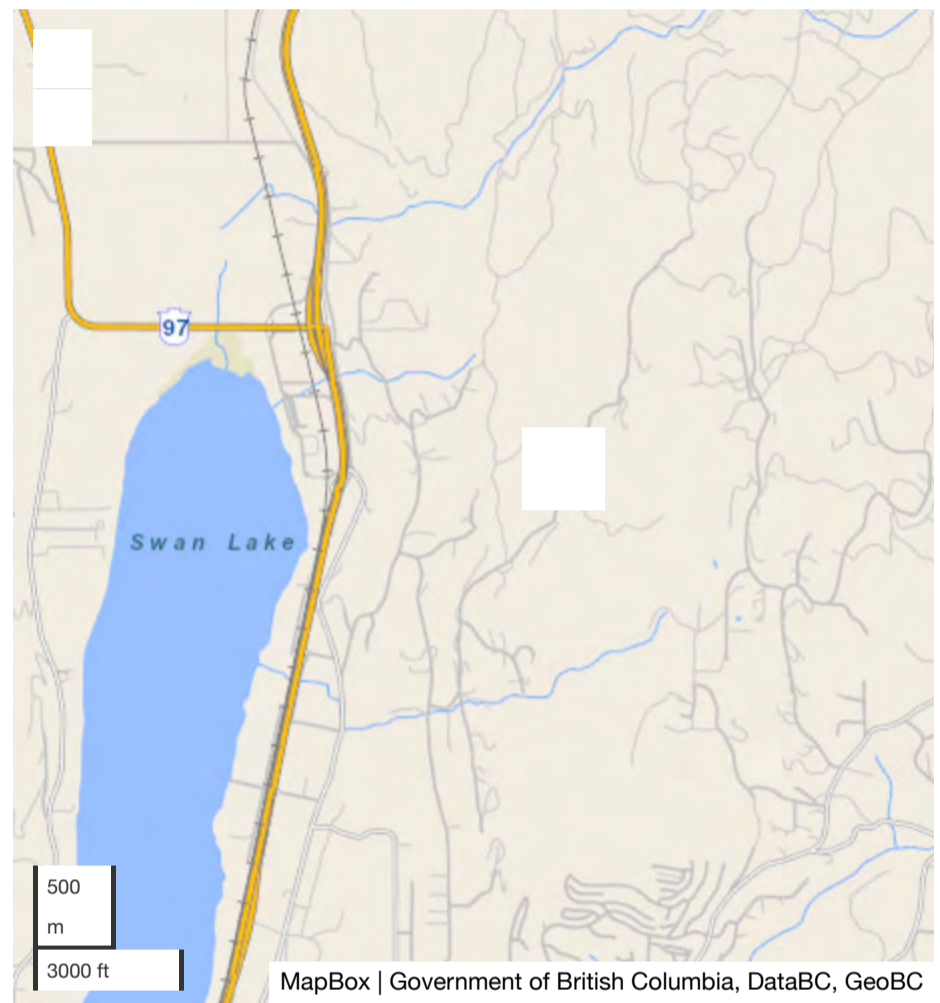 97
Swan Lake
500
m
3000 ft
MapBox | Government of British Columbia, DataBC, GeoBC